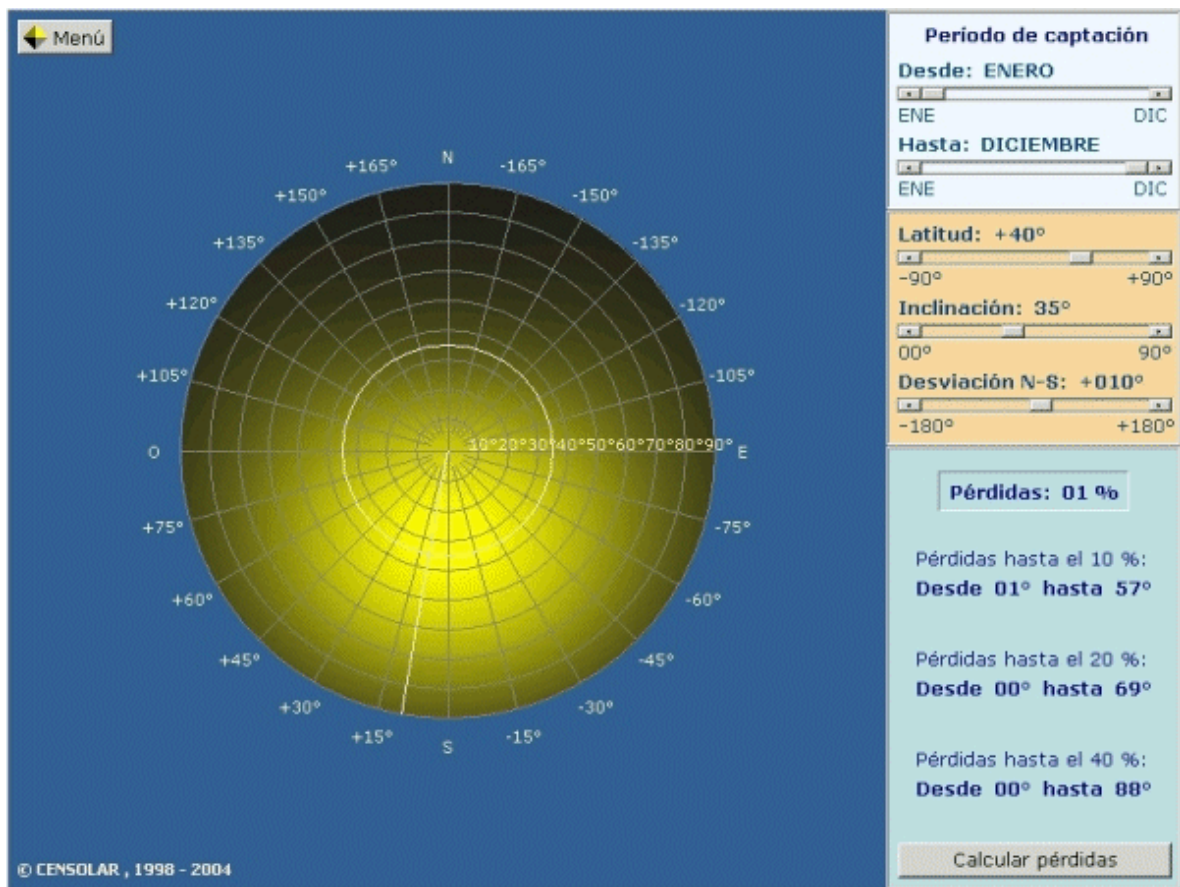 Menú
N
+165°
-165°
+150°
-150°
+135°
-135°
+120°
-120°
+105°
-105°
O
10°20°30°40°50°60°70°80°90°
E
+75°
-75°
+60°
-60°
+45°
-45°
+30°
-30°
+15°
-15°
S
© CENSOLAR , 1998 - 2004
Período de captación
Desde: ENERO
ENE DIC
Hasta: DICIEMBRE
ENE DIC
Latitud: +40°
-90° +90°
Inclinación: 35°
00° 90°
Desviación N-S: +010°
-180° +180°
Pérdidas: 01 %
Pérdidas hasta el 10 %:
Desde 01° hasta 57°
Pérdidas hasta el 20 %:
Desde 00° hasta 69°
Pérdidas hasta el 40 %:
Desde 00° hasta 88°
Calcular pérdidas